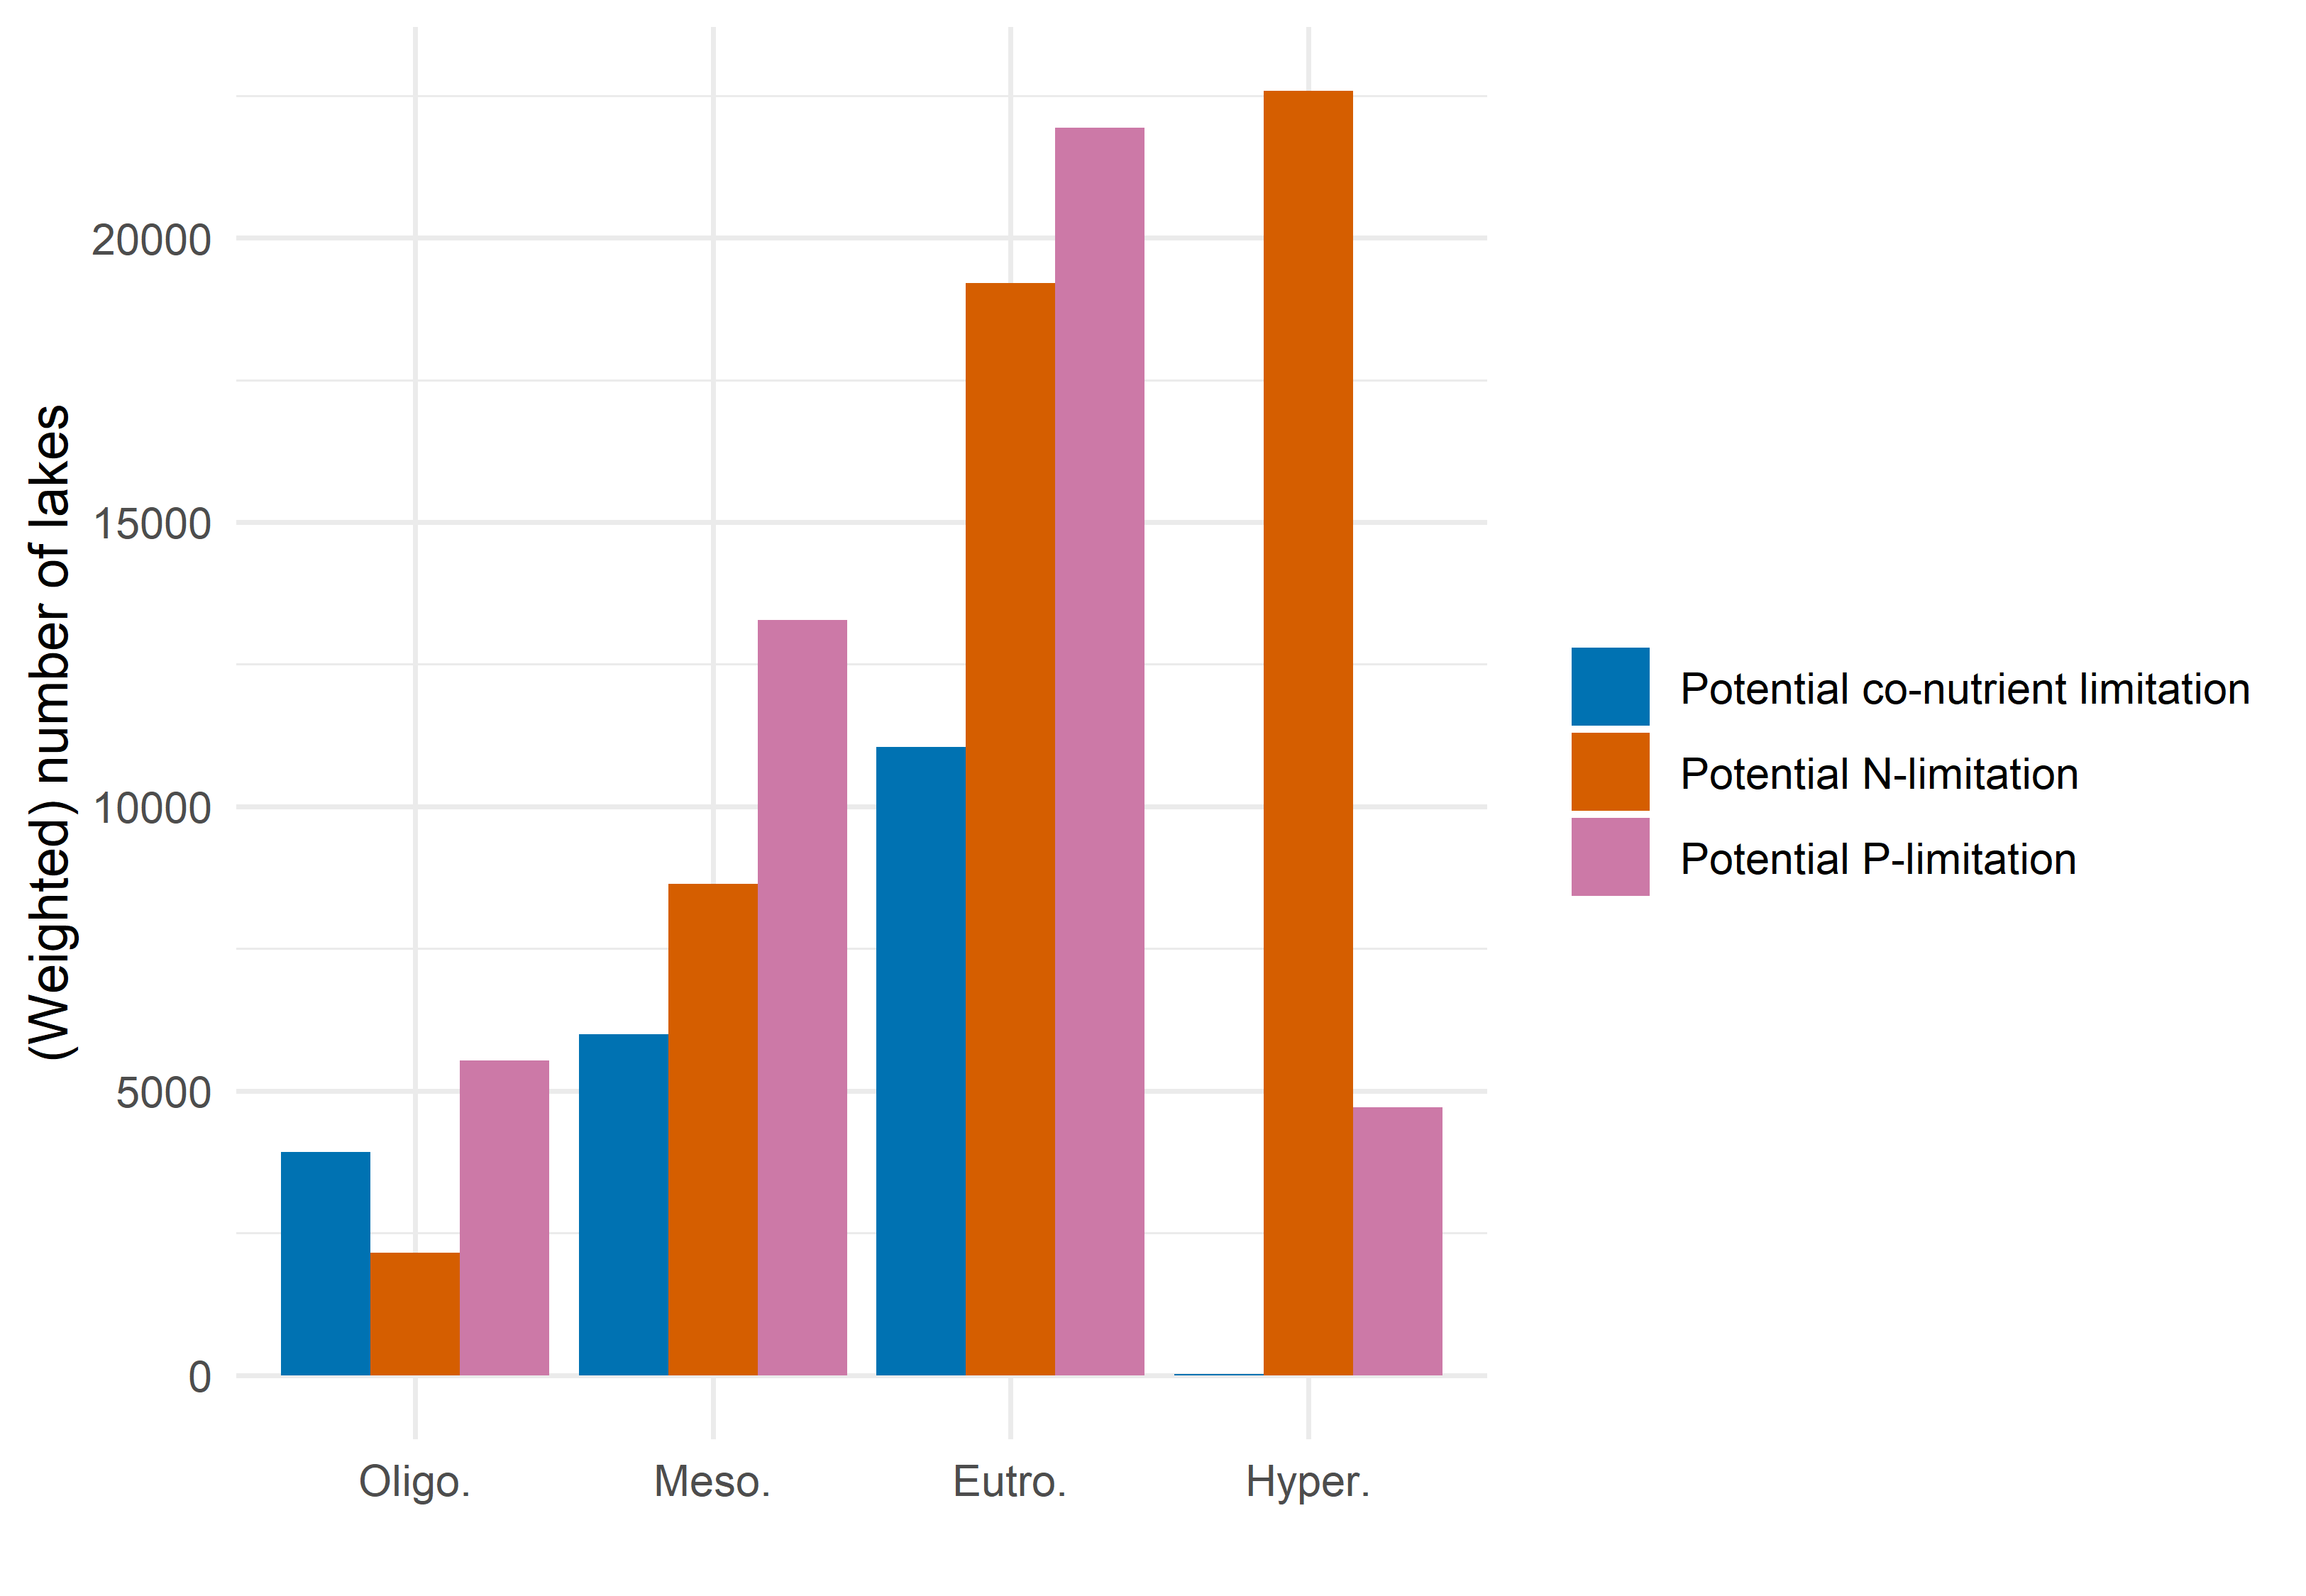 (Weighted) number of lakes
20000
15000
10000
5000
0
Oligo.
Meso.
Eutro.
Hyper.
Potential co-nutrient limitation
Potential N-limitation
Potential P-limitation